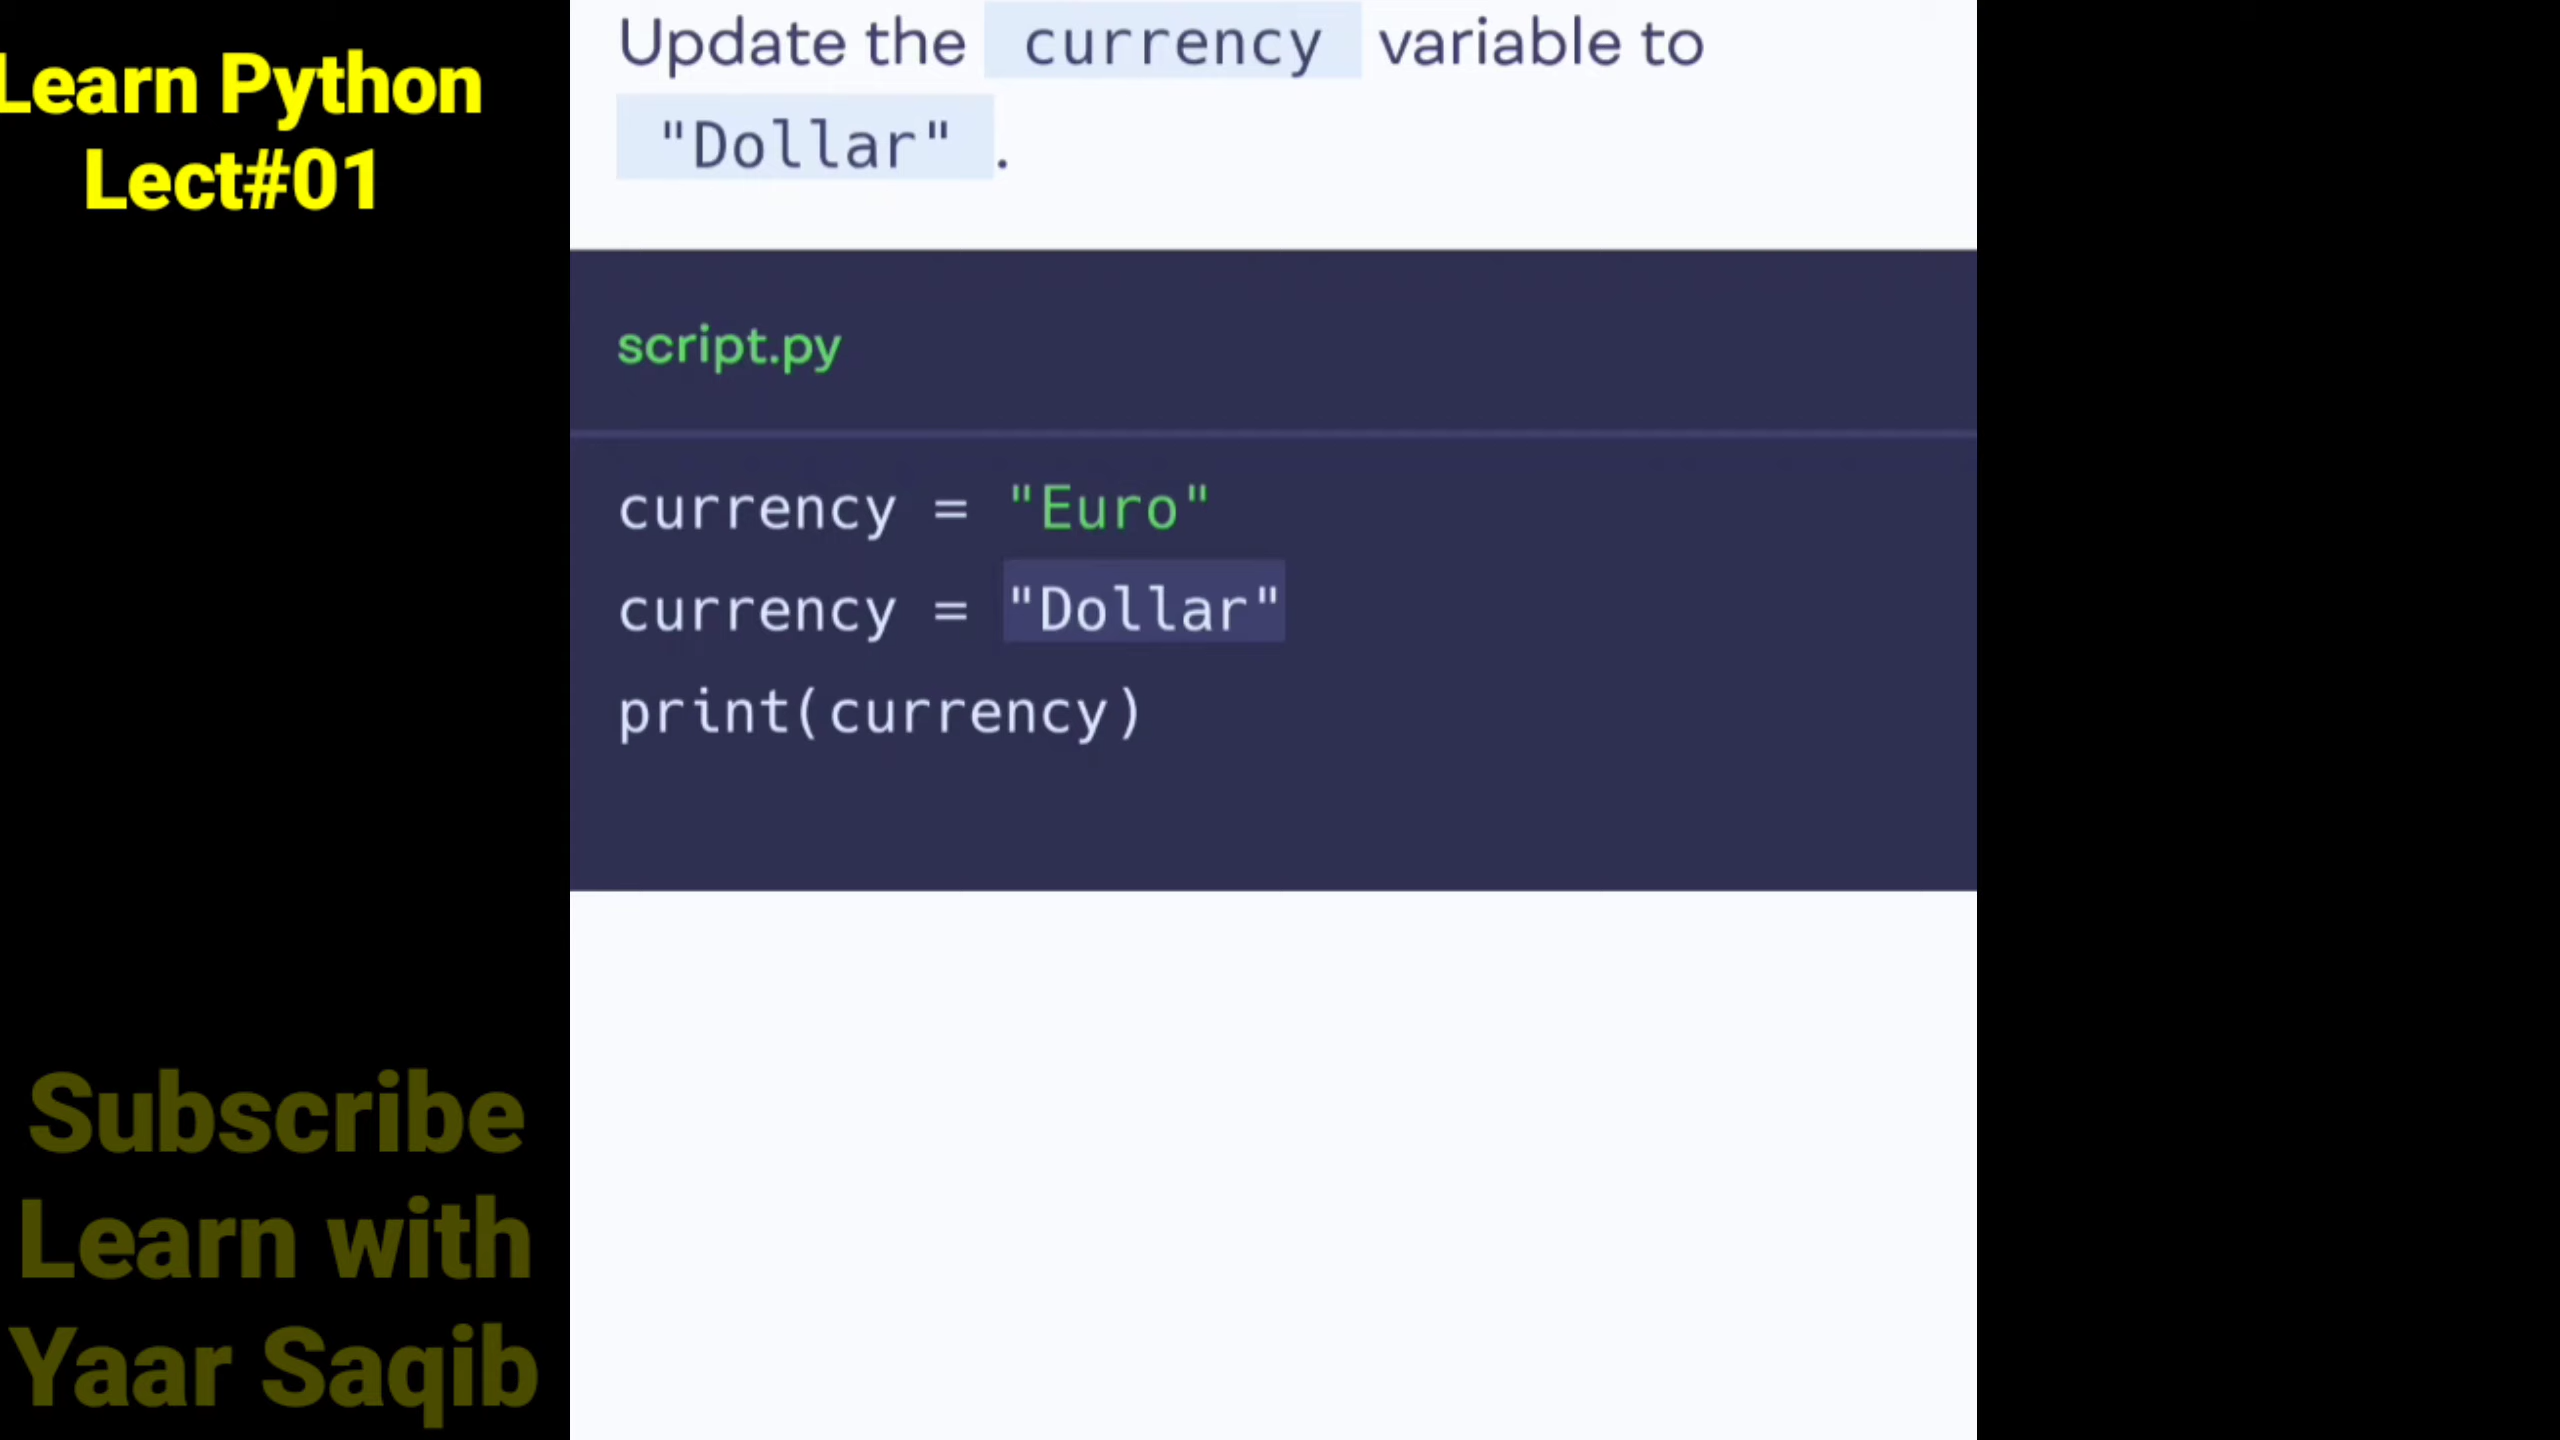 Learn Python
Lect#01
Update the currency variable to
"Dollar".
script.py
currency = "Euro"
currency = "Dollar"
print(currency)
Subscribe
Learn with
Yaar Saqib